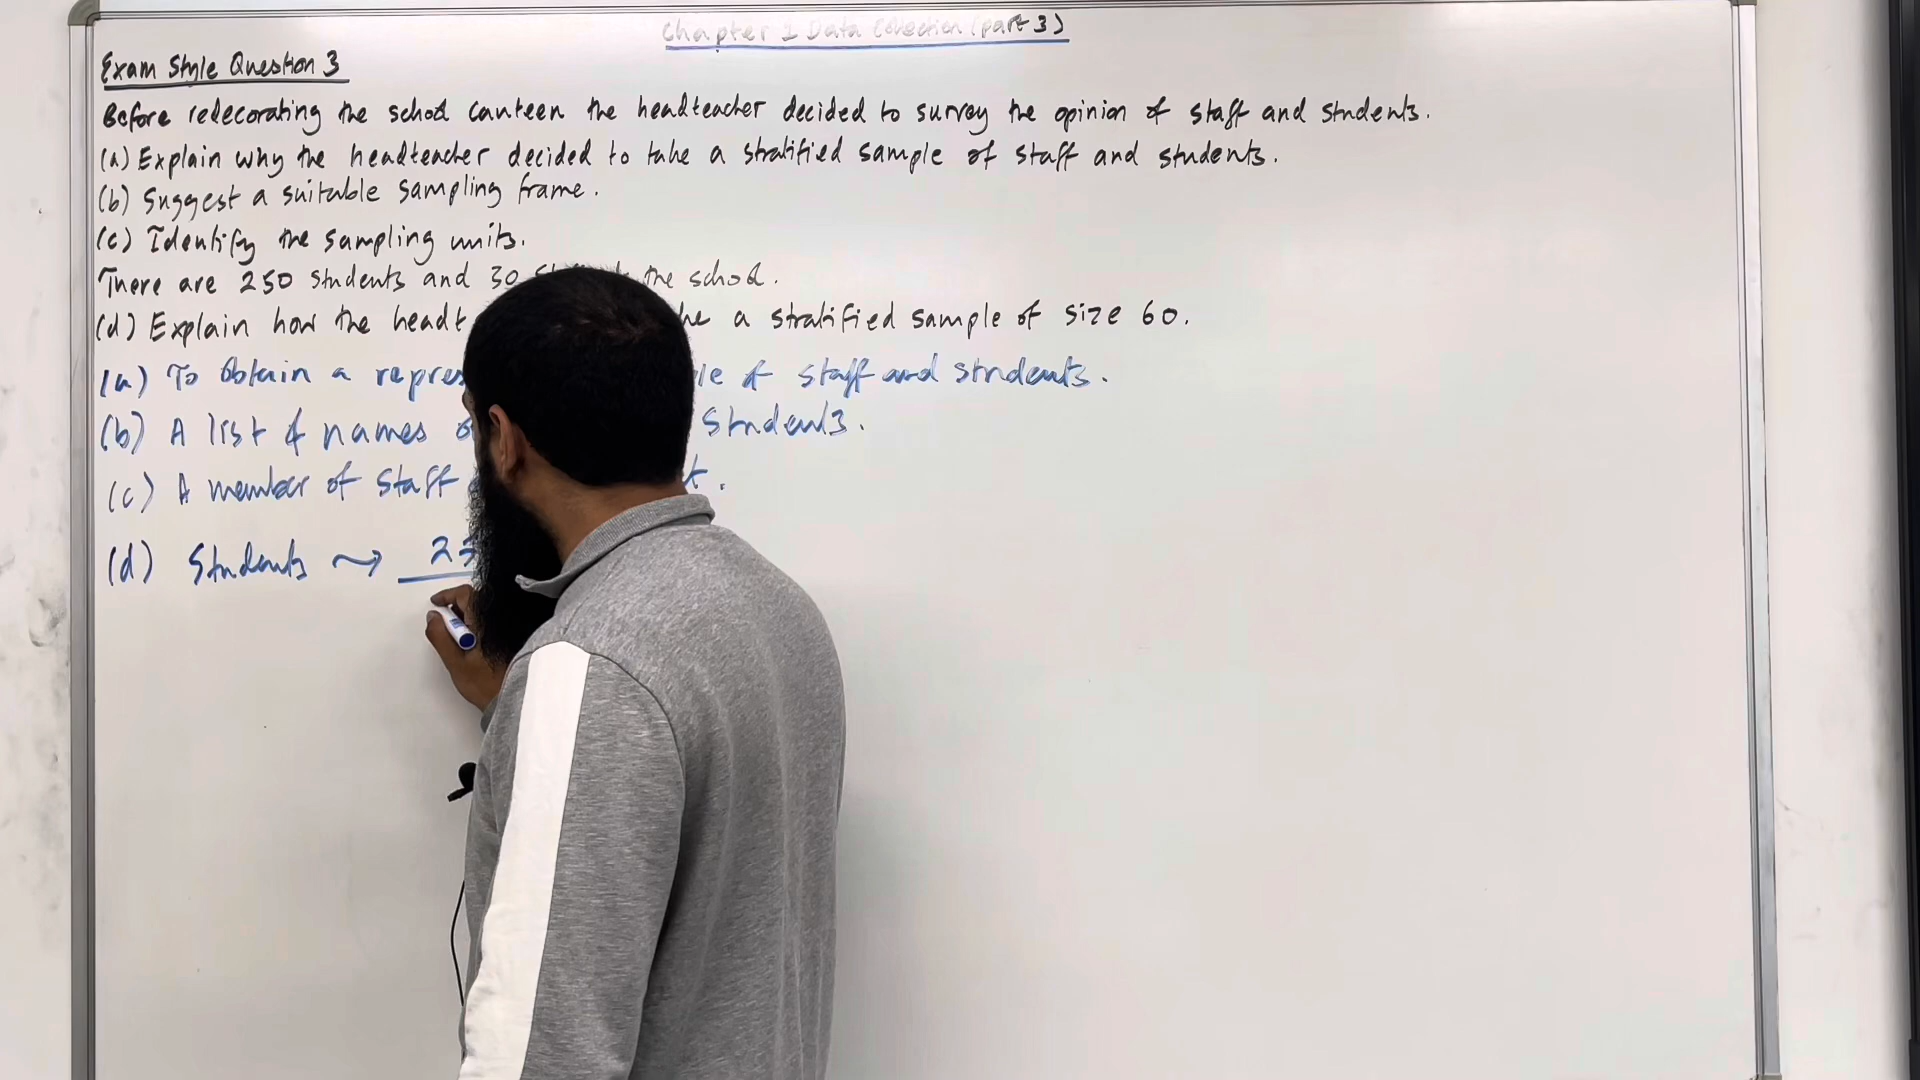 Chapter 1 Data Collection (part 3)
Exam Style Question 3
Before redecorating the school canteen the headteacher decided to survey the opinion of staff and students.
(a) Explain why the headteacher decided to take a stratified sample of staff and students.
(b) Suggest a suitable sampling frame.
(c) Identify the sampling units.
There are 250 students and 30 the school.
(d) Explain how the a stratified sample of size 60.
(a) To obtain a of staff and students.
(b) A list of names students.
(c) A member of staff
(d) Students